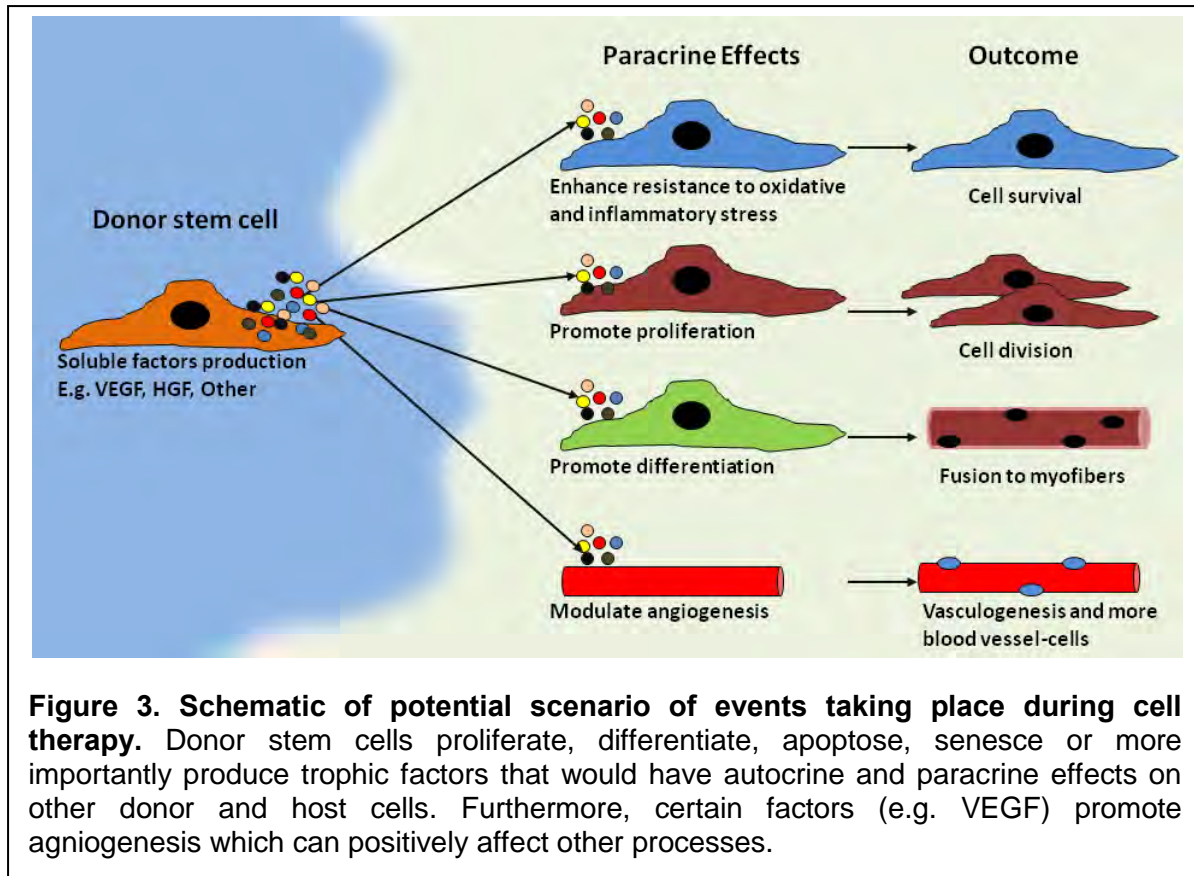 Paracrine Effects
Outcome
Donor stem cell
Soluble factors production
E.g. VEGF, HGF, Other
Enhance resistance to oxidative
and inflammatory stress
Cell survival
Promote proliferation
Cell division
Promote differentiation
Fusion to myofibers
Modulate angiogenesis
Vasculogenesis and more
blood vessel-cells
Figure 3. Schematic of potential scenario of events taking place during cell
therapy. Donor stem cells proliferate, differentiate, apoptose, senesce or more
importantly produce trophic factors that would have autocrine and paracrine effects on
other donor and host cells. Furthermore, certain factors (e.g. VEGF) promote
agniogenesis which can positively affect other processes.